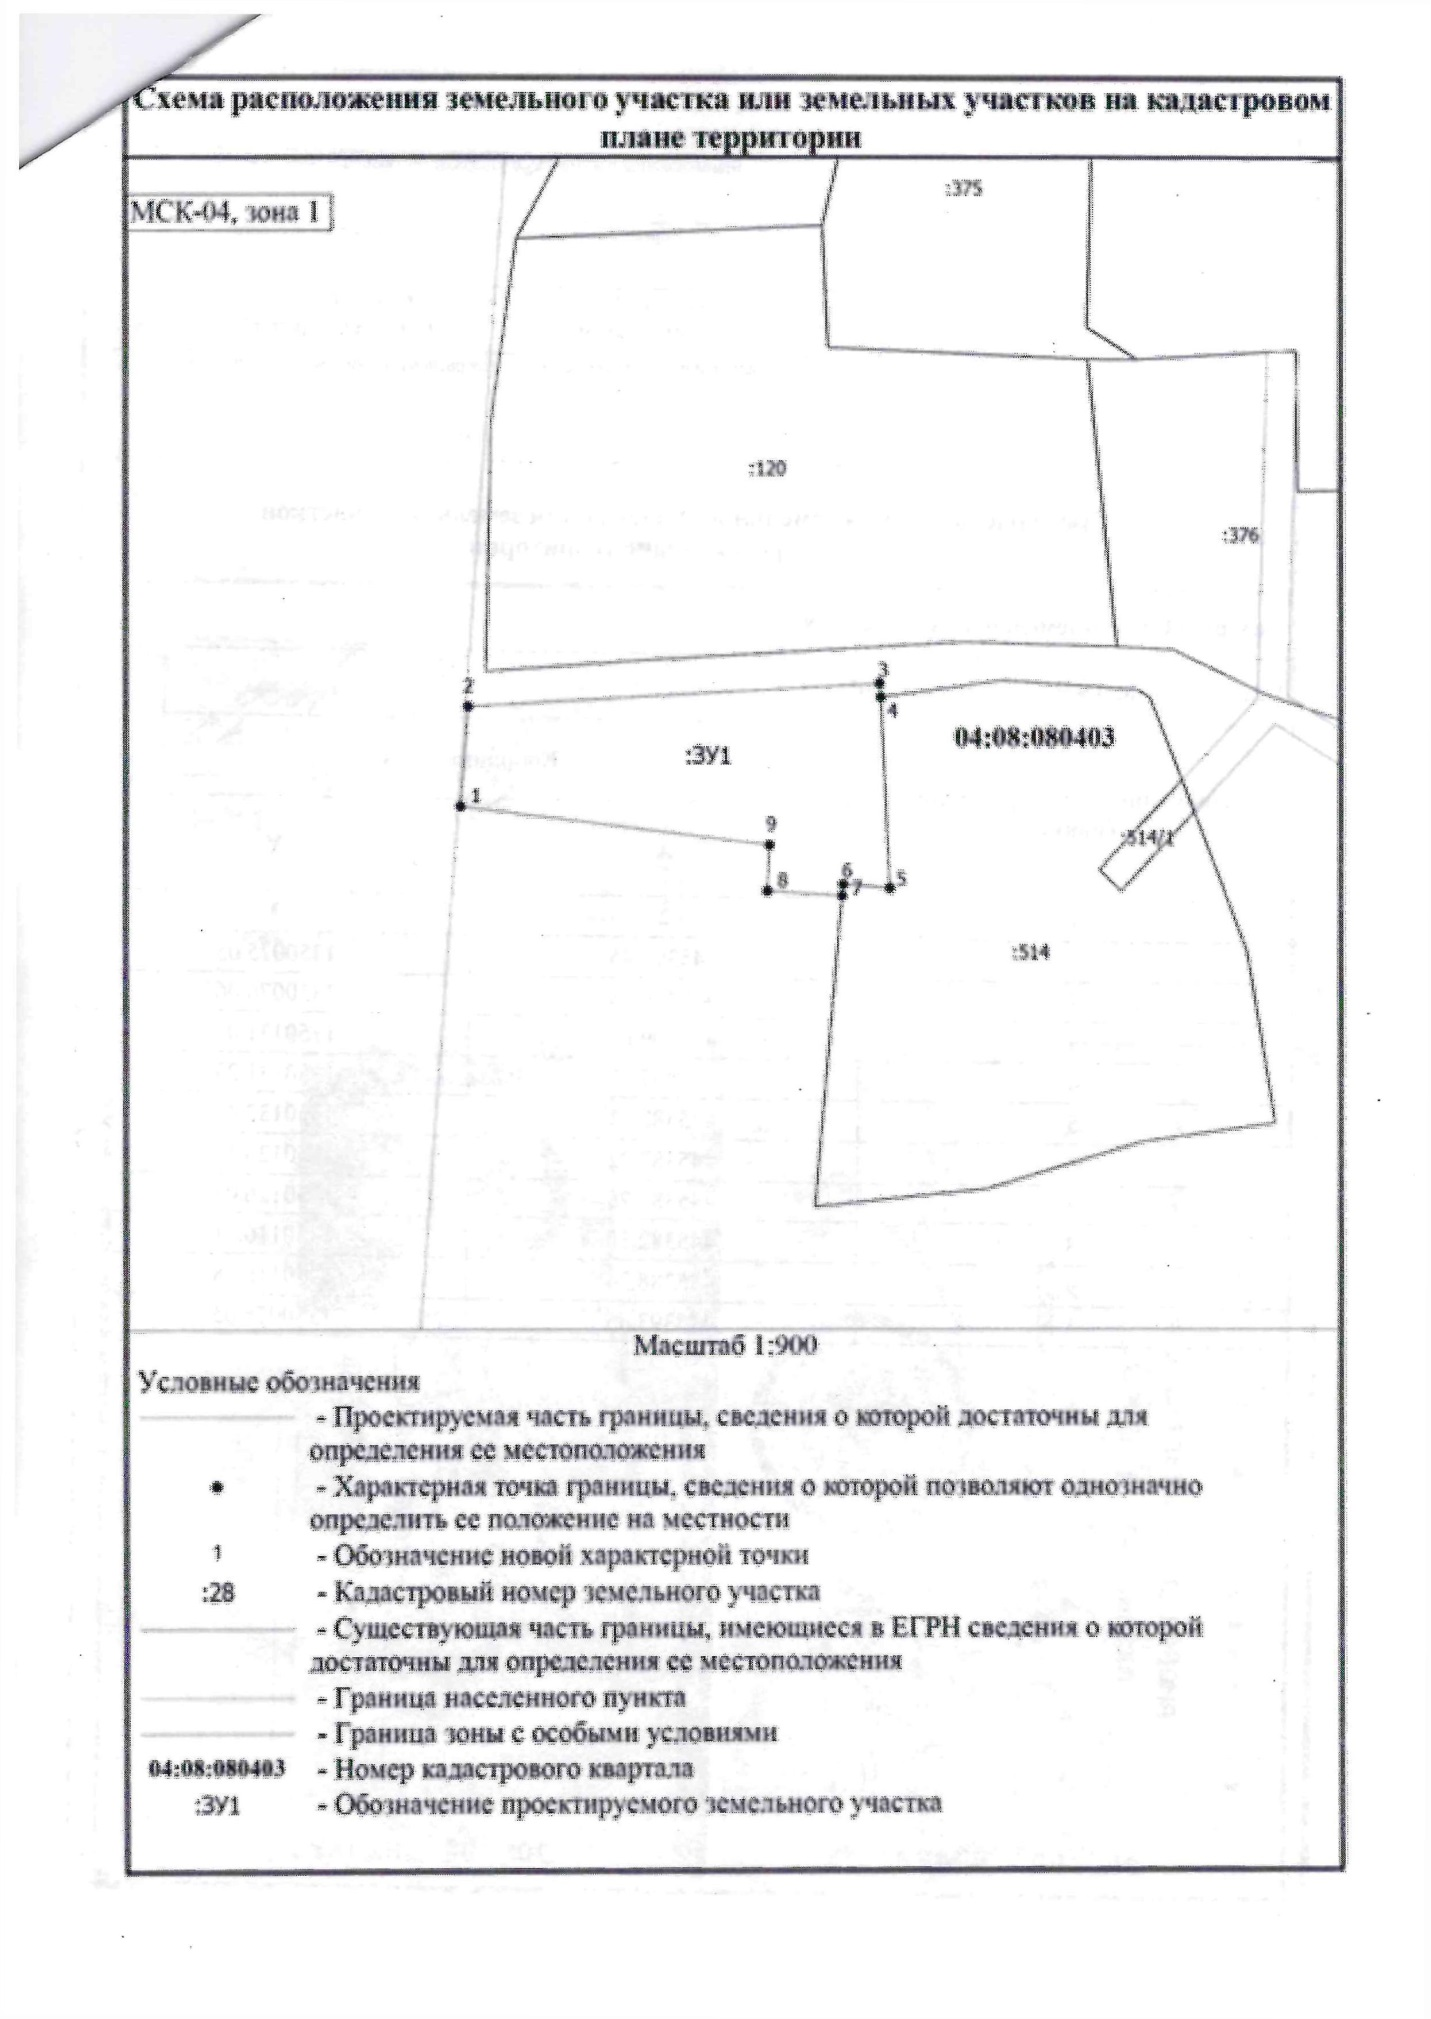 Схема расположения земельного участка или земельных участков на кадастровом
плане территории
МСК-04, зона 1
:375
:120
:376
2
3
4
04:08:080403
:ЗУ1
1
9
:514/1
8
6
7
5
:514
Масштаб 1:900
Условные обозначения
- Проектируемая часть границы, сведения о которой достаточны для
определения ее местоположения
- Характерная точка границы, сведения о которой позволяют однозначно
определить ее положение на местности
1 - Обозначение новой характерной точки
:28 - Кадастровый номер земельного участка
- Существующая часть границы, имеющиеся в ЕГРН сведения о которой
достаточны для определения ее местоположения
- Граница населенного пункта
- Граница зоны с особыми условиями
04:08:080403 - Номер кадастрового квартала
:ЗУ1 - Обозначение проектируемого земельного участка